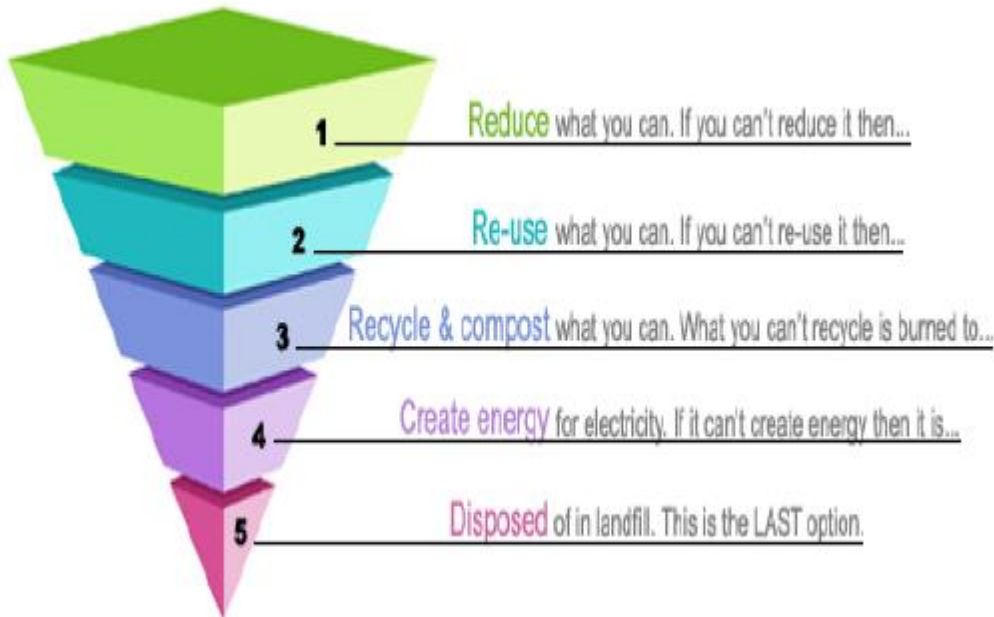 1 Reduce what you can. If you can't reduce it then...
2 Re-use what you can. If you can't re-use it then...
3 Recycle & compost what you can. What you can't recycle is burned to...
4 Create energy for electricity. If it can't create energy then it is...
5 Disposed of in landfill. This is the LAST option.